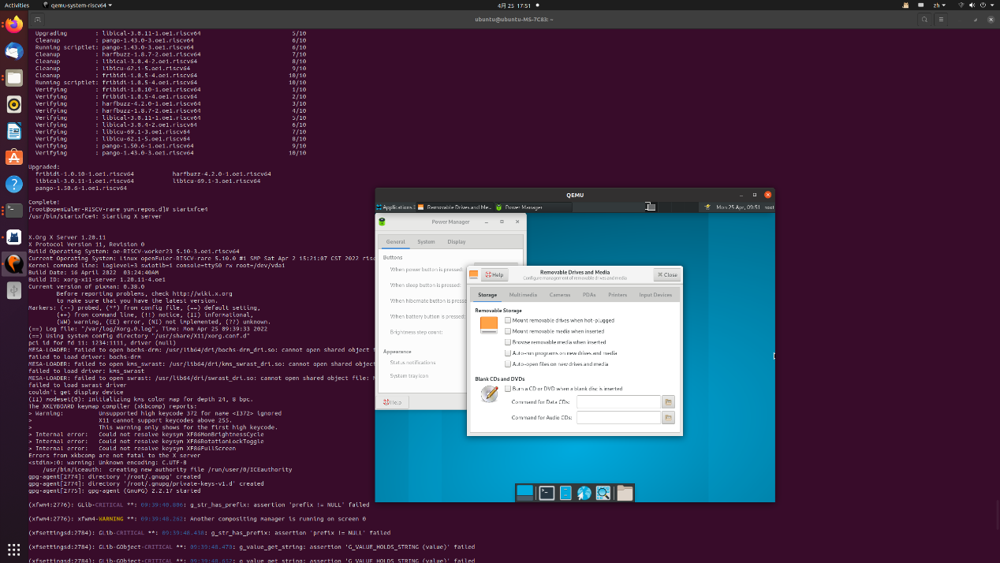 Activities
qemu-system-riscv64
4月 25 17:51
zh
ubuntu@ubuntu-MS-7C83: ~
Upgrading : libical-3.0.11-1.oe1.riscv64 5/10
Cleanup : pango-1.43.0-3.oe1.riscv64 6/10
Running scriptlet: pango-1.43.0-3.oe1.riscv64 6/10
Cleanup : harfbuzz-1.8.7-2.oe1.riscv64 7/10
Cleanup : libical-3.0.4-2.oe1.riscv64 8/10
Cleanup : libicu-62.1-5.oe1.riscv64 9/10
Cleanup : fribidi-1.0.5-4.oe1.riscv64 10/10
Running scriptlet: fribidi-1.0.5-4.oe1.riscv64 10/10
Verifying : fribidi-1.0.10-1.oe1.riscv64 1/10
Verifying : fribidi-1.0.5-4.oe1.riscv64 2/10
Verifying : harfbuzz-4.2.0-1.oe1.riscv64 3/10
Verifying : harfbuzz-1.8.7-2.oe1.riscv64 4/10
Verifying : libical-3.0.11-1.oe1.riscv64 5/10
Verifying : libical-3.0.4-2.oe1.riscv64 6/10
Verifying : libicu-69.1-3.oe1.riscv64 7/10
Verifying : libicu-62.1-5.oe1.riscv64 8/10
Verifying : pango-1.50.6-1.oe1.riscv64 9/10
Verifying : pango-1.43.0-3.oe1.riscv64 10/10
Upgraded:
fribidi-1.0.10-1.oe1.riscv64 harfbuzz-4.2.0-1.oe1.riscv64
libical-3.0.11-1.oe1.riscv64 libicu-69.1-3.oe1.riscv64
pango-1.50.6-1.oe1.riscv64
Complete!
[root@openEuler-RISCV-rare yum.repos.d]# startxfce4
/usr/bin/startxfce4: Starting X server
X.Org X Server 1.20.11
X Protocol Version 11, Revision 0
Build Operating System: oe-RISCV-worker23 5.10-3.oe1.riscv64
Current Operating System: Linux openEuler-RISCV-rare 5.10.0 #1 SMP Sat Apr 2 15:21:07 CST 2022
Kernel command line: loglevel=3 swiotlb=1 console=tty50 rw root=/dev/vda1
Build Date: 16 April 2022 03:24:40AM
Build ID: xorg-x11-server 1.20.11-4.oe1
Current version of pixman: 0.38.0
Before reporting problems, check http://wiki.x.org
to make sure that you have the latest version.
Markers: (--) probed, (**) from config file, (==) default setting,
(++) from command line, (!!) notice, (II) informational,
(WW) warning, (EE) error, (NI) not implemented, (??) unknown.
(==) Log file: "/var/log/Xorg.0.log", Time: Mon Apr 25 09:39:33 2022
(==) Using system config directory "/usr/share/X11/xorg.conf.d"
pci id for fd 11: 1234:1111, driver (null)
MESA-LOADER: failed to open bochs-drm: /usr/lib64/dri/bochs-drm_dri.so: cannot open shared object
failed to load driver: bochs-drm
MESA-LOADER: failed to open kms_swrast: /usr/lib64/dri/kms_swrast_dri.so: cannot open shared object
failed to load driver: kms_swrast
MESA-LOADER: failed to open swrast: /usr/lib64/dri/swrast_dri.so: cannot open shared object file:
failed to load swrast driver
couldn't get display device
(II) modeset(0): Initializing kms color map for depth 24, 8 bpc.
The XKEYBOARD keymap compiler (xkbcomp) reports:
> Warning: Unsupported high keycode 372 for name <I372> ignored
> X11 cannot support keycodes above 255.
> This warning only shows for the first high keycode.
> Internal error: Could not resolve keysym XF86MonBrightnessCycle
> Internal error: Could not resolve keysym XF86RotationLockToggle
> Internal error: Could not resolve keysym XF86FullScreen
Errors from xkbcomp are not fatal to the X server
<stdin>:0: warning: Unknown encoding: C.UTF-8
/usr/bin/iceauth: creating new authority file /run/user/0/ICEauthority
gpg-agent[2774]: directory '/root/.gnupg' created
gpg-agent[2774]: directory '/root/.gnupg/private-keys-v1.d' created
gpg-agent[2775]: gpg-agent (GnuPG) 2.2.17 started
(xfwm4:2776): GLib-CRITICAL **: 09:39:40.806: g_str_has_prefix: assertion 'prefix != NULL' failed
(xfwm4:2776): xfwm4-WARNING **: 09:39:48.262: Another compositing manager is running on screen 0
(xfsettingsd:2784): GLib-CRITICAL **: 09:39:48.438: g_str_has_prefix: assertion 'prefix != NULL' failed
(xfsettingsd:2784): GLib-GObject-CRITICAL **: 09:39:48.470: g_value_get_string: assertion 'G_VALUE_HOLDS_STRING (value)' failed
(xfsettingsd:2784): GLib-GObject-CRITICAL **: 09:39:48.652: g_value_get_string: assertion 'G_VALUE_HOLDS_STRING (value)' failed
QEMU
Applications
Removable Drives and Me...
Power Manager
Mon 25 Apr, 09:51
root
Power Manager
General System Display
Buttons
When power button is pressed:
When sleep button is pressed:
When hibernate button is pressed
When battery button is pressed:
Brightness step count:
Appearance
Status notifications
System tray icon
Help
Help
Removable Drives and Media
Configure management of removable drives and media
Close
Storage Multimedia Cameras PDAs Printers Input Devices
Removable Storage
Mount removable drives when hot-plugged
Mount removable media when inserted
Browse removable media when inserted
Auto-run programs on new drives and media
Auto-open files on new drives and media
Blank CDs and DVDs
Burn a CD or DVD when a blank disc is inserted
Command for Data CDs:
Command for Audio CDs: